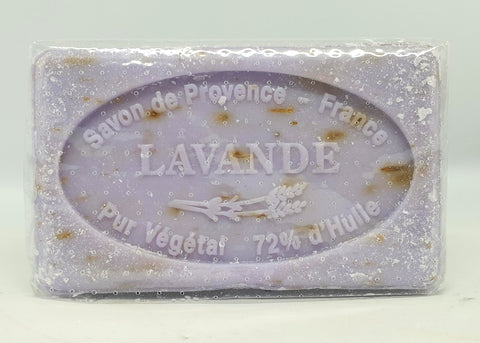 Savon de Provence - France
LAVANDE
Pur Végétal 72% d'Huile